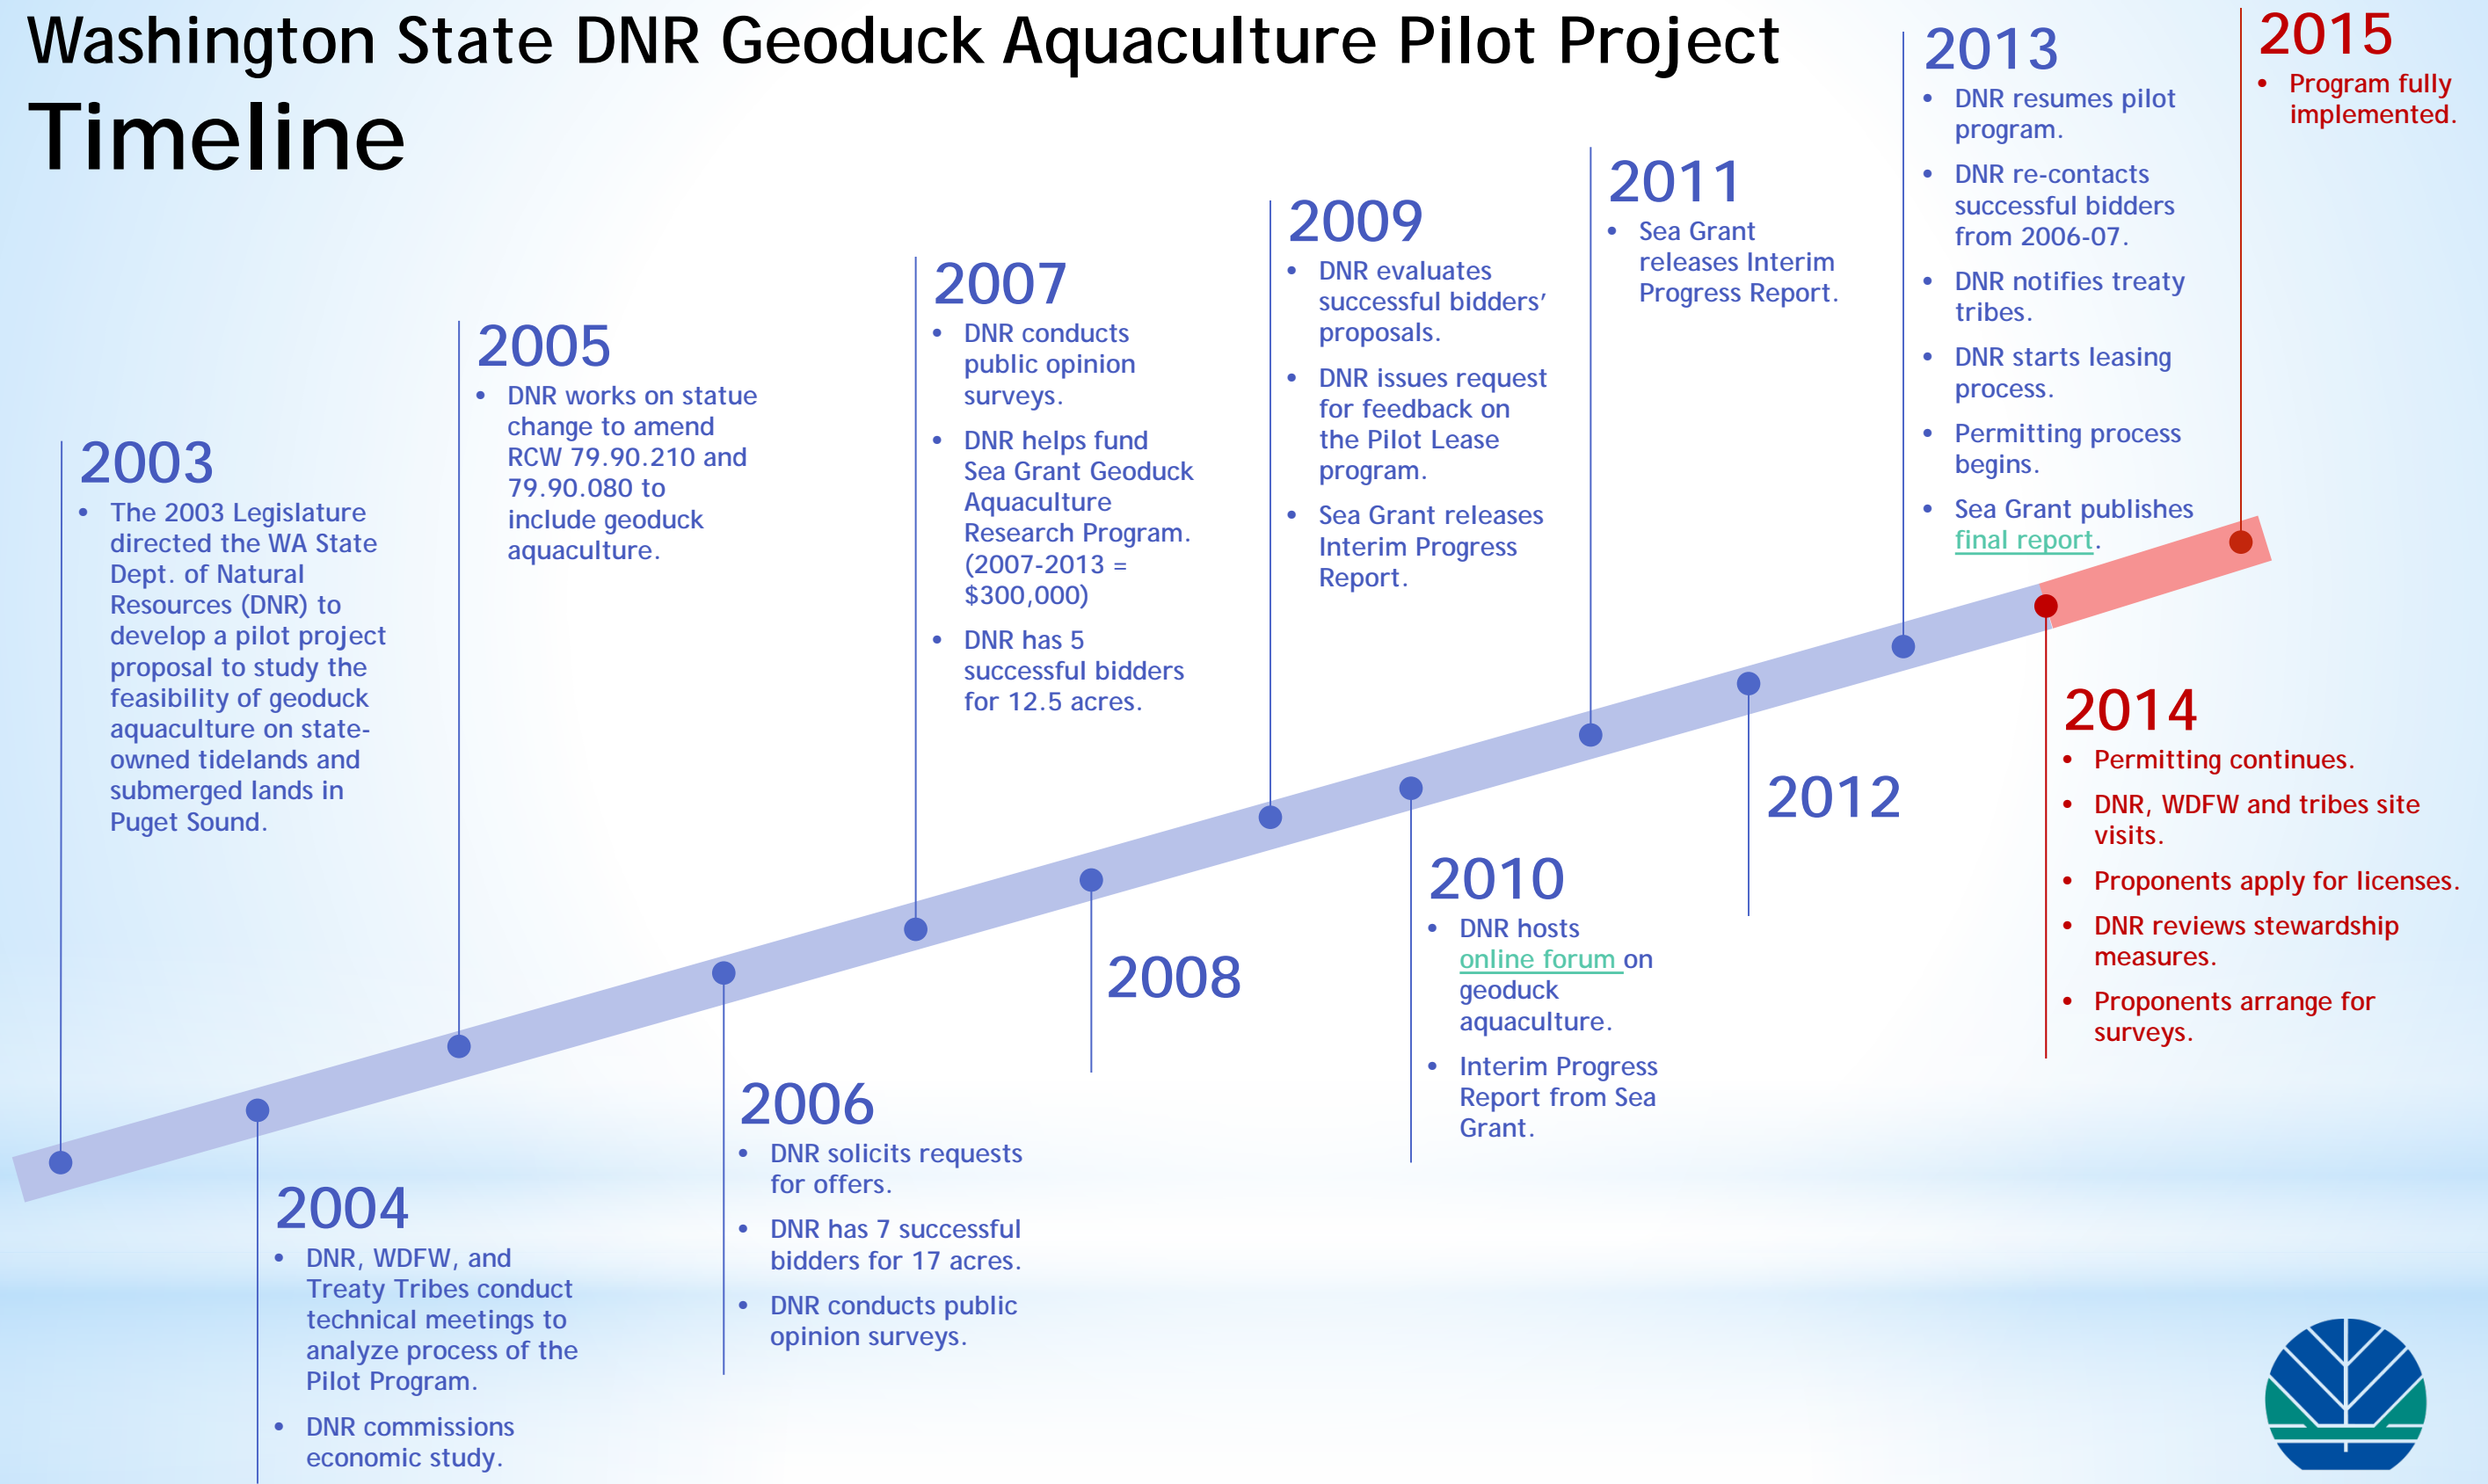 Washington State DNR Geoduck Aquaculture Pilot Project
Timeline
2003
• The 2003 Legislature
directed the WA State
Dept. of Natural
Resources (DNR) to
develop a pilot project
proposal to study the
feasibility of geoduck
aquaculture on state-
owned tidelands and
submerged lands in
Puget Sound.
2004
• DNR, WDFW, and
Treaty Tribes conduct
technical meetings to
analyze process of the
Pilot Program.
• DNR commissions
economic study.
2005
• DNR works on statue
change to amend
RCW 79.90.210 and
79.90.080 to
include geoduck
aquaculture.
2006
• DNR solicits requests
for offers.
• DNR has 7 successful
bidders for 17 acres.
• DNR conducts public
opinion surveys.
2007
• DNR conducts
public opinion
surveys.
• DNR helps fund
Sea Grant Geoduck
Aquaculture
Research Program.
(2007-2013 =
$300,000)
• DNR has 5
successful bidders
for 12.5 acres.
2008
2009
• DNR evaluates
successful bidders’
proposals.
• DNR issues request
for feedback on
the Pilot Lease
program.
• Sea Grant releases
Interim Progress
Report.
2010
• DNR hosts
online forum on
geoduck
aquaculture.
• Interim Progress
Report from Sea
Grant.
2011
• Sea Grant
releases Interim
Progress Report.
2012
2013
• DNR resumes pilot
program.
• DNR re-contacts
successful bidders
from 2006-07.
• DNR notifies treaty
tribes.
• DNR starts leasing
process.
• Permitting process
begins.
• Sea Grant publishes
final report.
2014
• Permitting continues.
• DNR, WDFW and tribes site
visits.
• Proponents apply for licenses.
• DNR reviews stewardship
measures.
• Proponents arrange for
surveys.
2015
• Program fully
implemented.